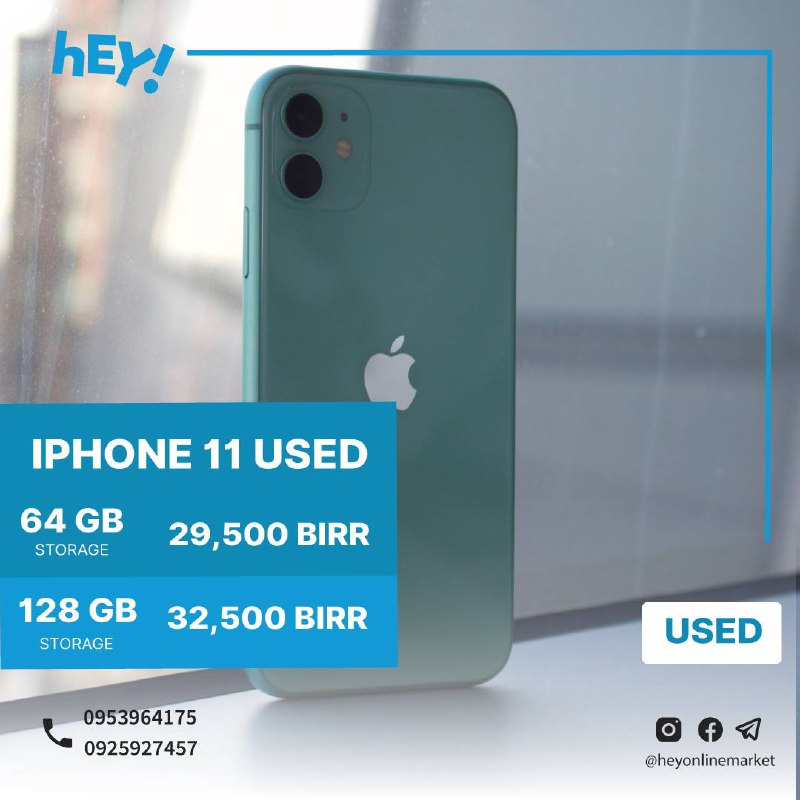 hEY!
IPHONE 11 USED
64 GB
STORAGE
29,500 BIRR
128 GB
STORAGE
32,500 BIRR
USED
0953964175
0925927457
@heyonlinemarket